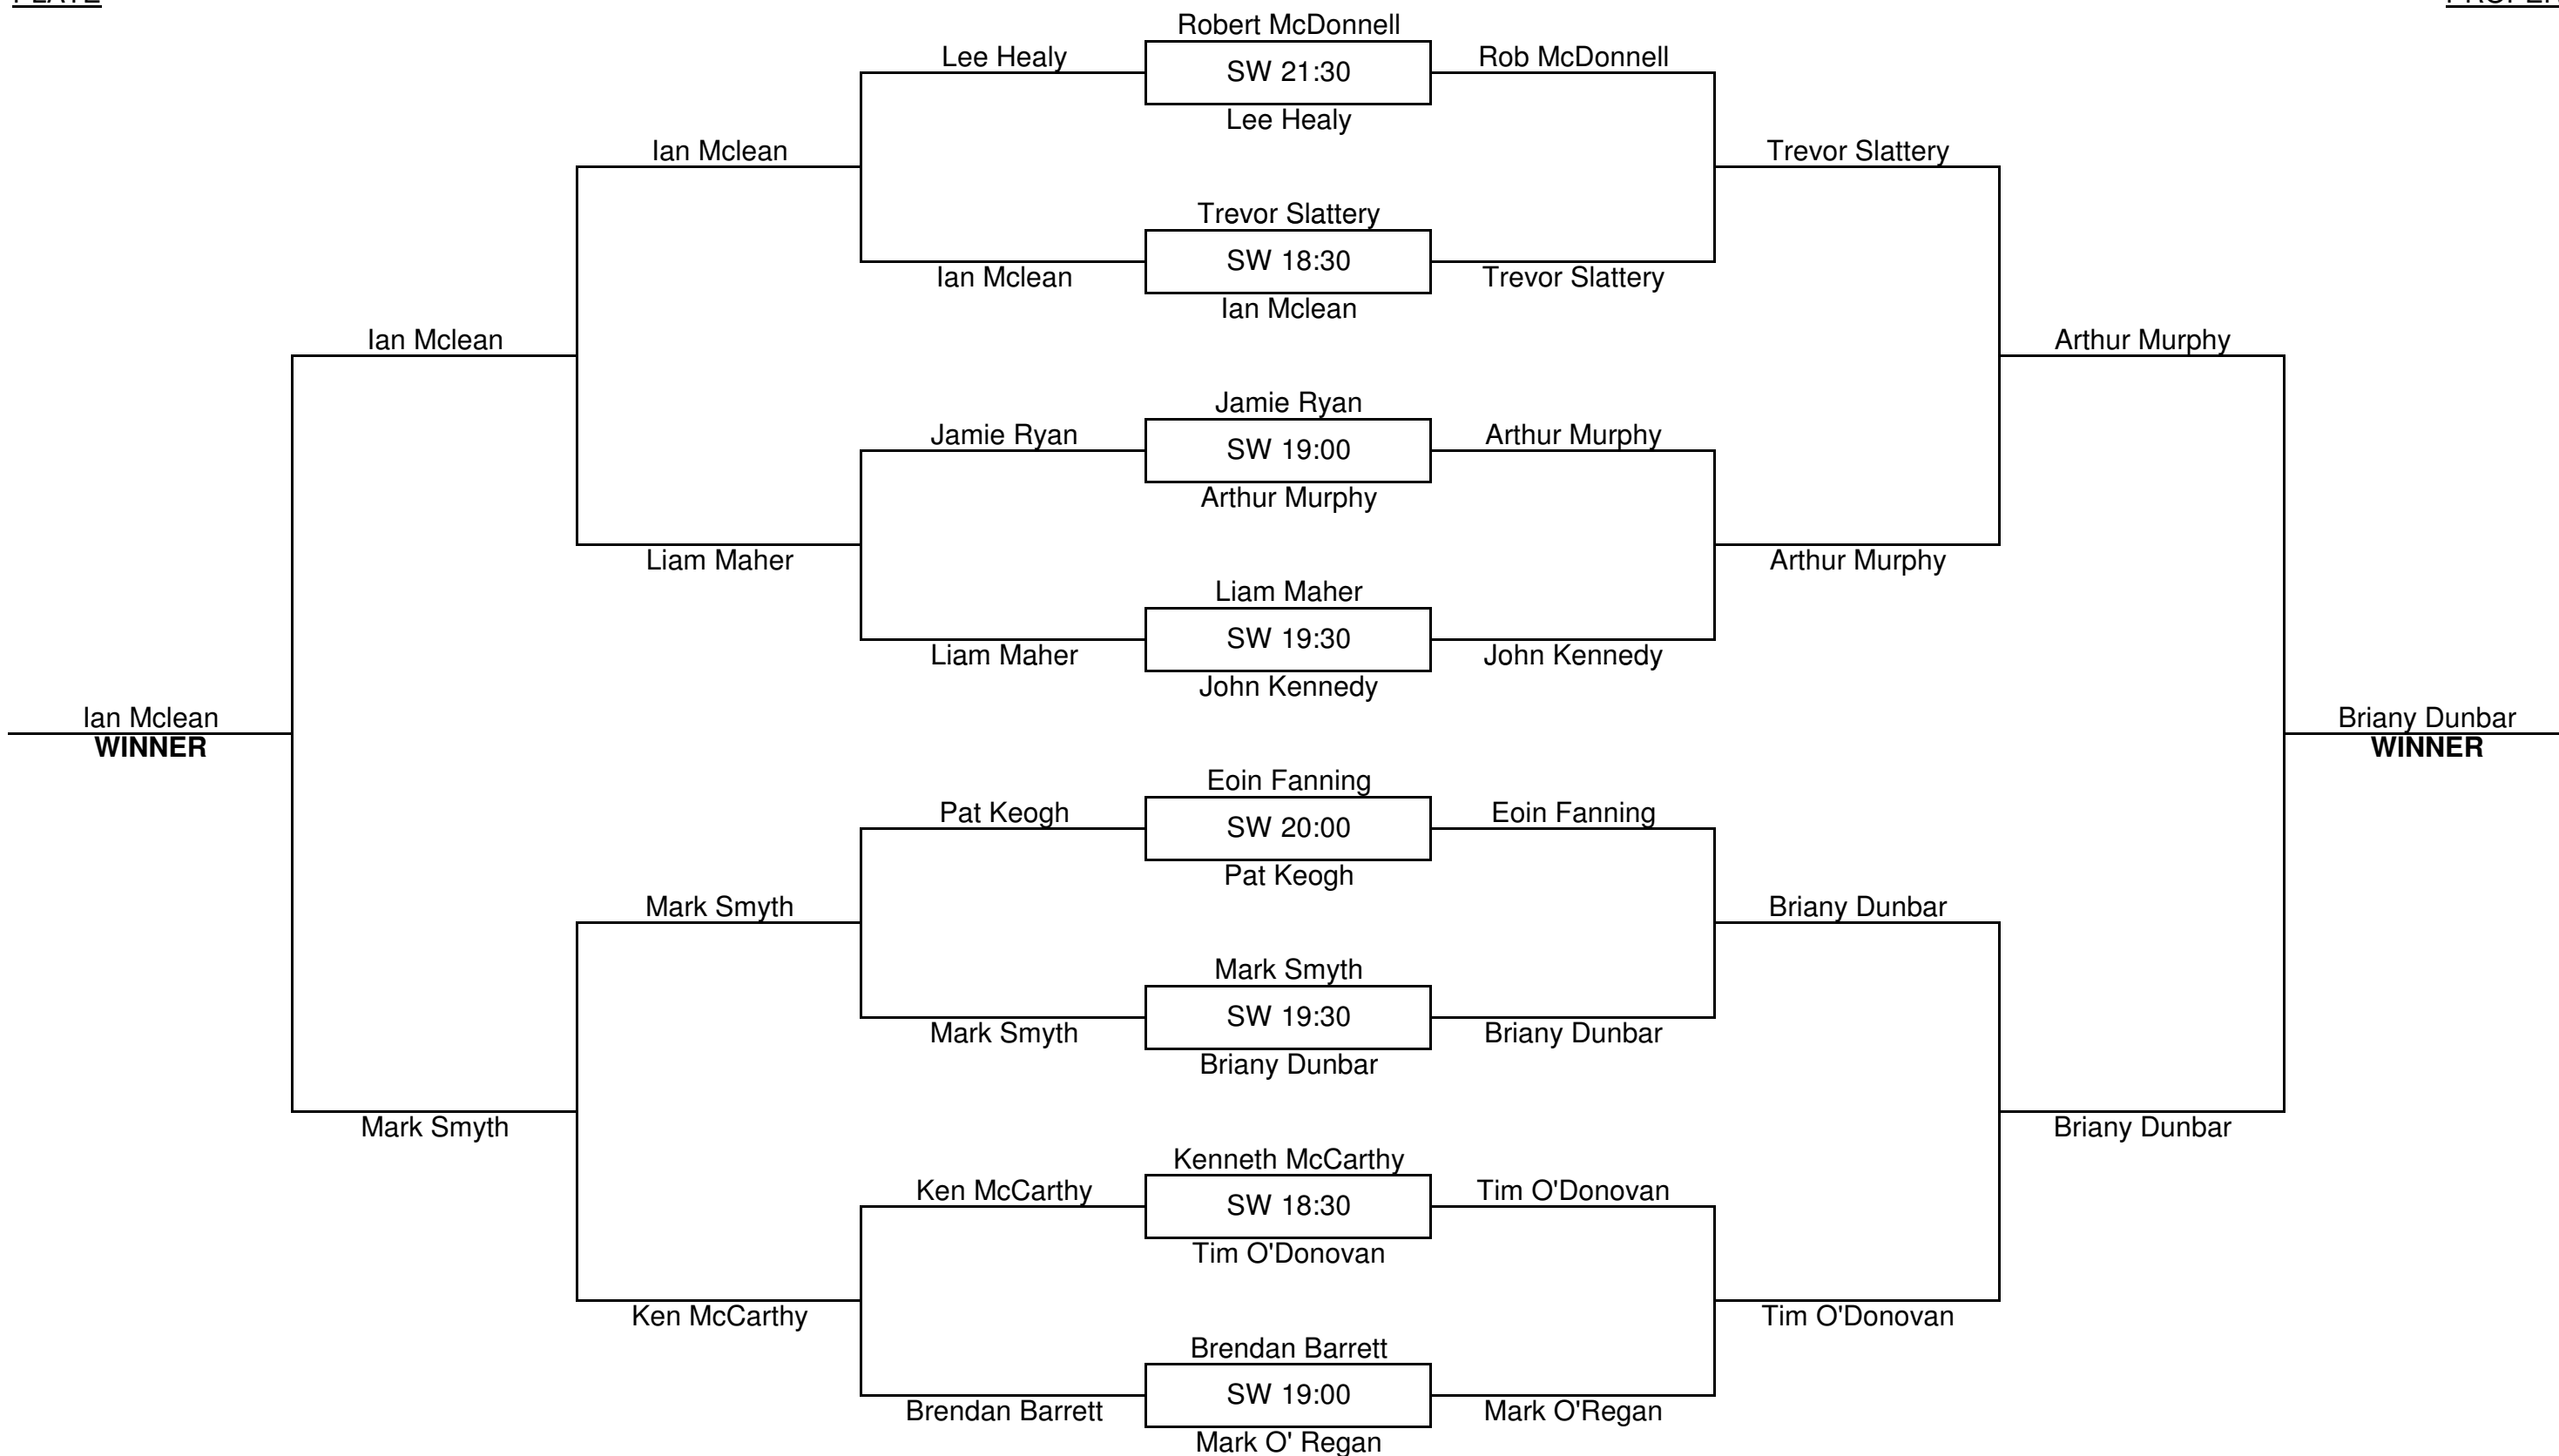 Robert McDonnell
Lee Healy
SW 21:30
Rob McDonnell
Lee Healy
Ian Mclean
Trevor Slattery
Trevor Slattery
SW 18:30
Ian Mclean
Trevor Slattery
Ian Mclean
Ian Mclean
Arthur Murphy
Jamie Ryan
Jamie Ryan
SW 19:00
Arthur Murphy
Arthur Murphy
Liam Maher
Arthur Murphy
Liam Maher
SW 19:30
Liam Maher
John Kennedy
John Kennedy
Ian Mclean
WINNER
Briany Dunbar
WINNER
Eoin Fanning
Pat Keogh
SW 20:00
Eoin Fanning
Pat Keogh
Mark Smyth
Briany Dunbar
Mark Smyth
SW 19:30
Mark Smyth
Briany Dunbar
Briany Dunbar
Mark Smyth
Briany Dunbar
Kenneth McCarthy
Ken McCarthy
SW 18:30
Tim O'Donovan
Tim O'Donovan
Ken McCarthy
Tim O'Donovan
Brendan Barrett
SW 19:00
Brendan Barrett
Mark O'Regan
Mark O' Regan